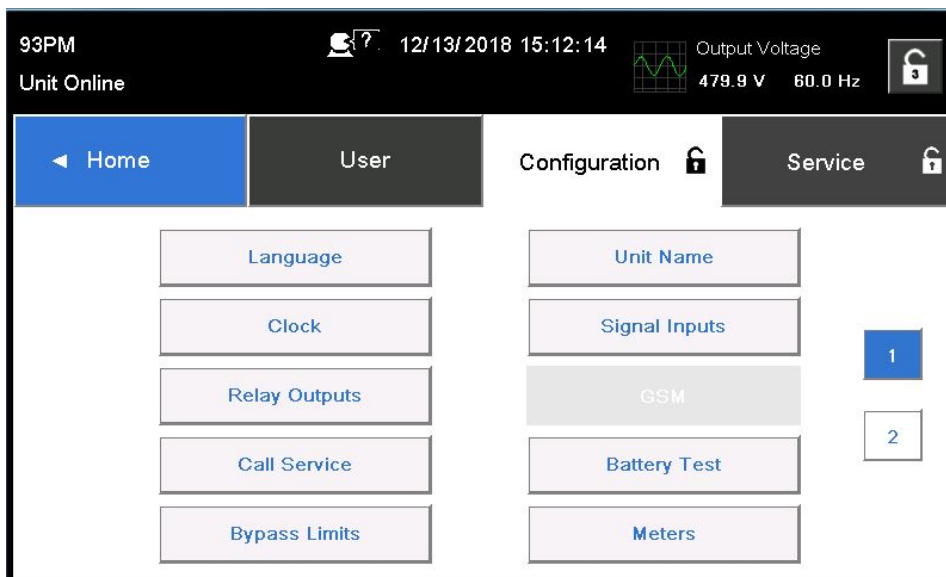 93PM ? 12/13/2018 15:12:14 Output Voltage
Unit Online 479.9 V 60.0 Hz 3
◄ Home User Configuration 1 Service 1
Language Unit Name
Clock Signal Inputs
1
Relay Outputs GSM
2
Call Service Battery Test
Bypass Limits Meters